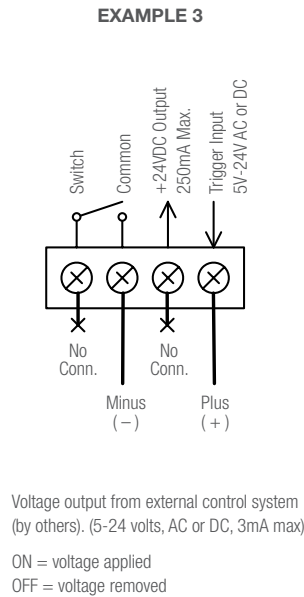 EXAMPLE 3
Switch
Common
+24VDC Output
250mA Max.
Trigger Input
5V-24V AC or DC
No
Conn.
No
Conn.
Minus
( – )
Plus
( + )
Voltage output from external control system
(by others). (5-24 volts, AC or DC, 3mA max)
ON = voltage applied
OFF = voltage removed